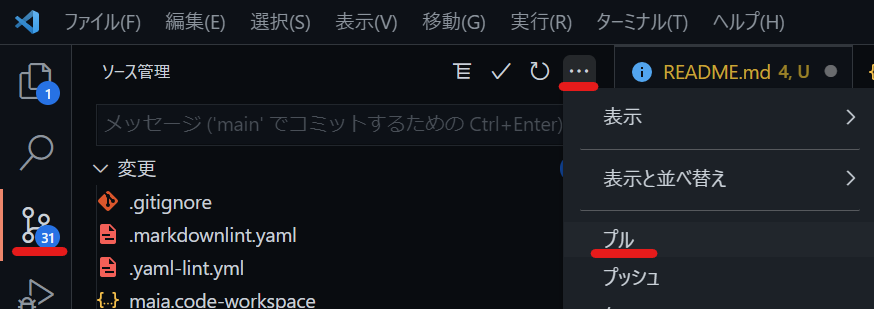 ファイル(F) 編集(E) 選択(S) 表示(V) 移動(G) 実行(R) ターミナル(T) ヘルプ(H)
ソース管理
README.md 4, U
1
メッセージ ('main' でコミットするための Ctrl+Enter)
表示
変更
表示と並べ替え
.gitignore
31
.markdownlint.yaml
プル
.yaml-lint.yml
プッシュ
maia.code-workspace